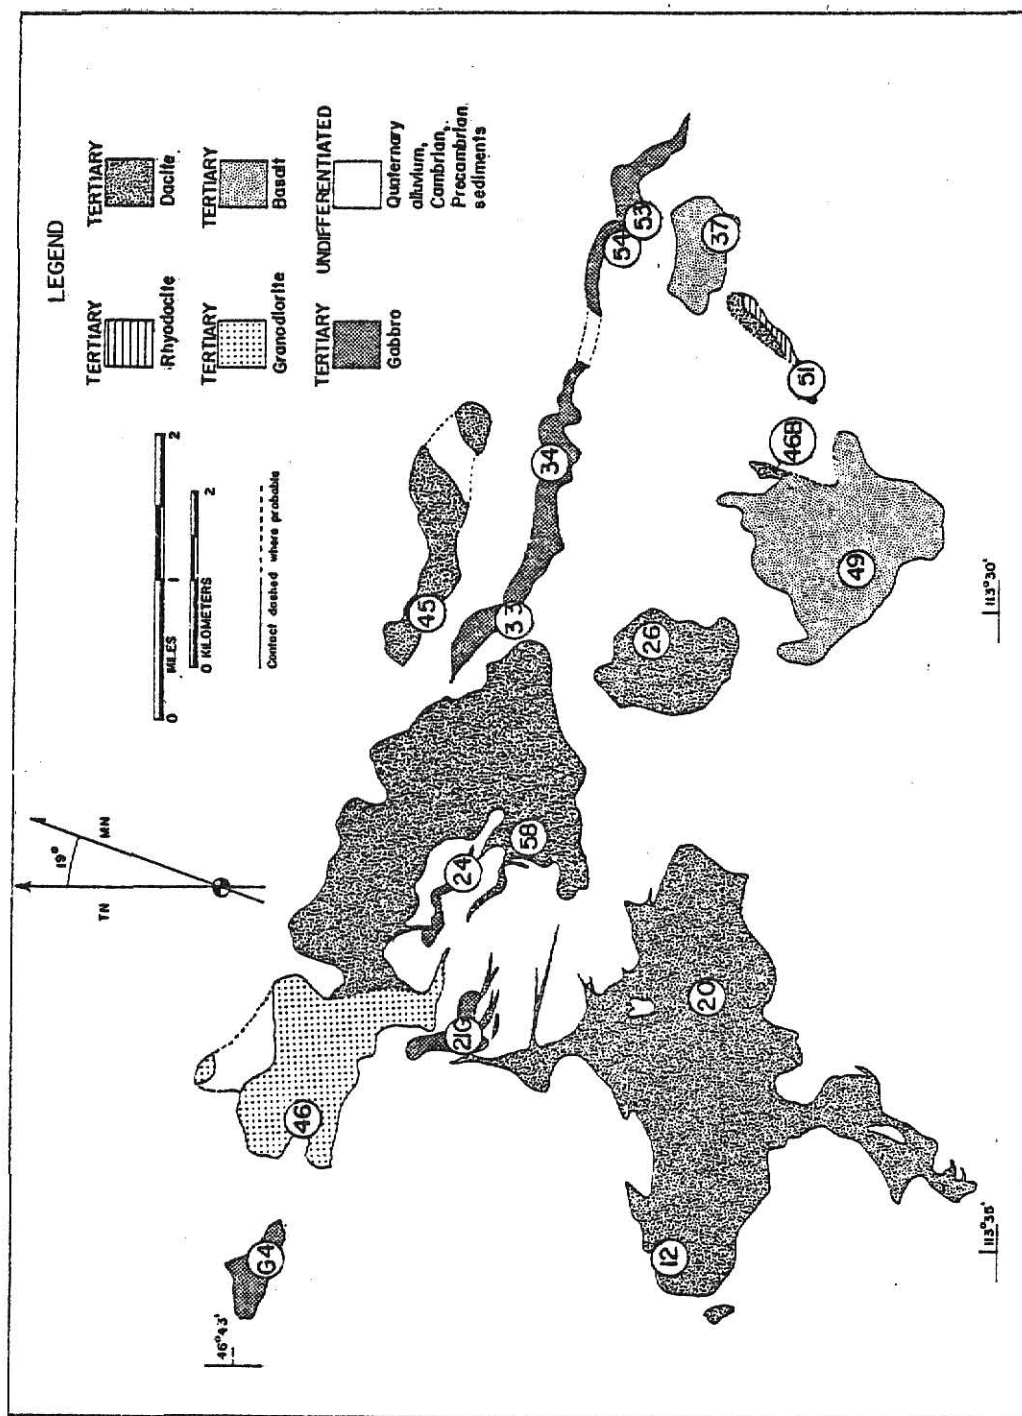 LEGEND
TERTIARY
Rhyodacite
TERTIARY
Dacite
TERTIARY
Granodiorite
TERTIARY
Basalt
TERTIARY
Gabbro
UNDIFFERENTIATED
Quaternary
alluvium,
Cambrian,
Precambrian
sediments
0 MILES 1 2
0 KILOMETERS 2
Contact dashed where probable
TN
19°
MN
46°43'
G4
46
21G
24
58
45
33
34
54
53
37
51
46B
49
26
20
12
113°35'
113°30'